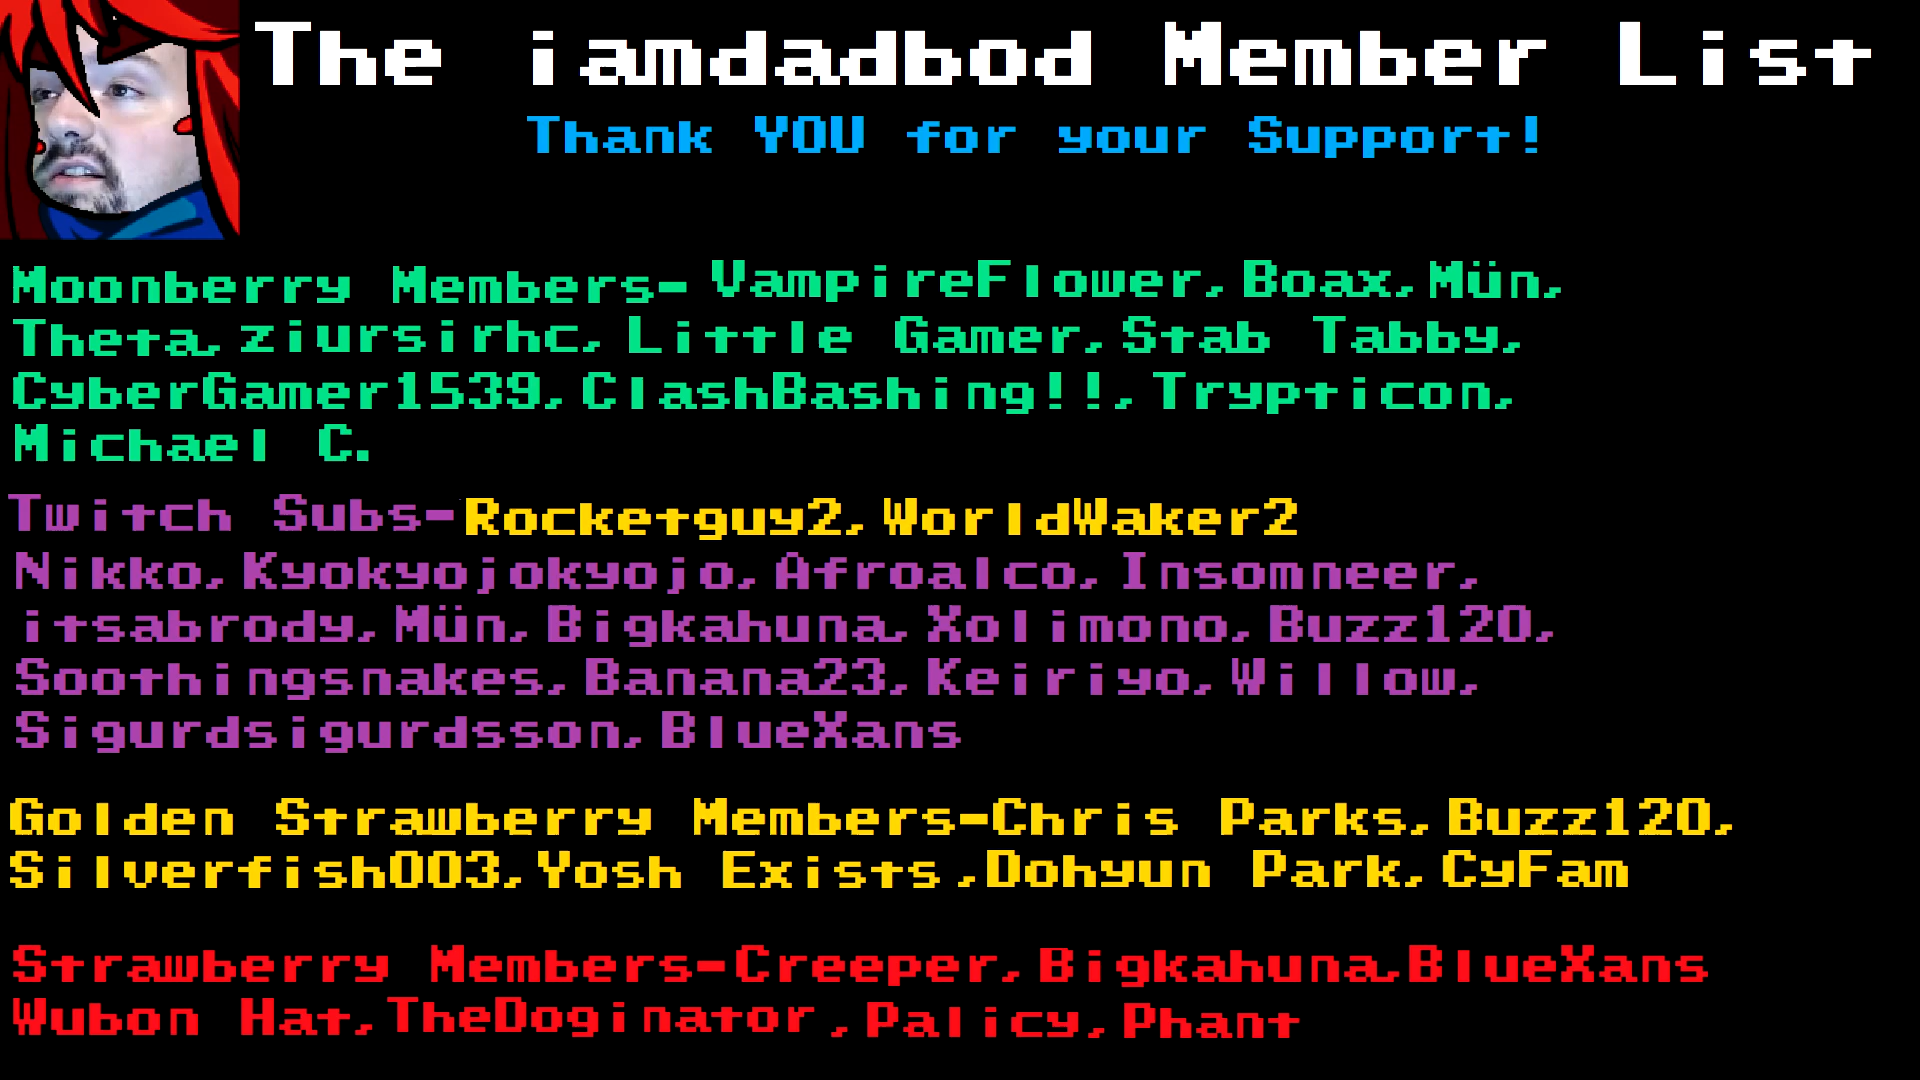 The iamdadbod Member List
Thank YOU for your Support!
Moonberry Members- VampireFlower, Boax, Mün,
Theta, ziursirhc, Little Gamer, Stab Tabby,
CyberGamer1539, ClashBashing!!, Trypticon,
Michael C.
Twitch Subs-Rocketguy2, WorldWaker2
Nikko, Kyokyojokyojo, Afroalco, Insomneer,
itsabrody, Mün, Bigkahuna, Xolimono, Buzz120,
Soothingsnakes, Banana23, Keiriyo, Willow,
Sigurdsigurdsson, BlueXans
Golden Strawberry Members-Chris Parks, Buzz120,
Silverfish003, Yosh Exists ,Dohyun Park, CyFam
Strawberry Members-Creeper, Bigkahuna,BlueXans
Wubon Hat, TheDoginator , Palicy, Phant